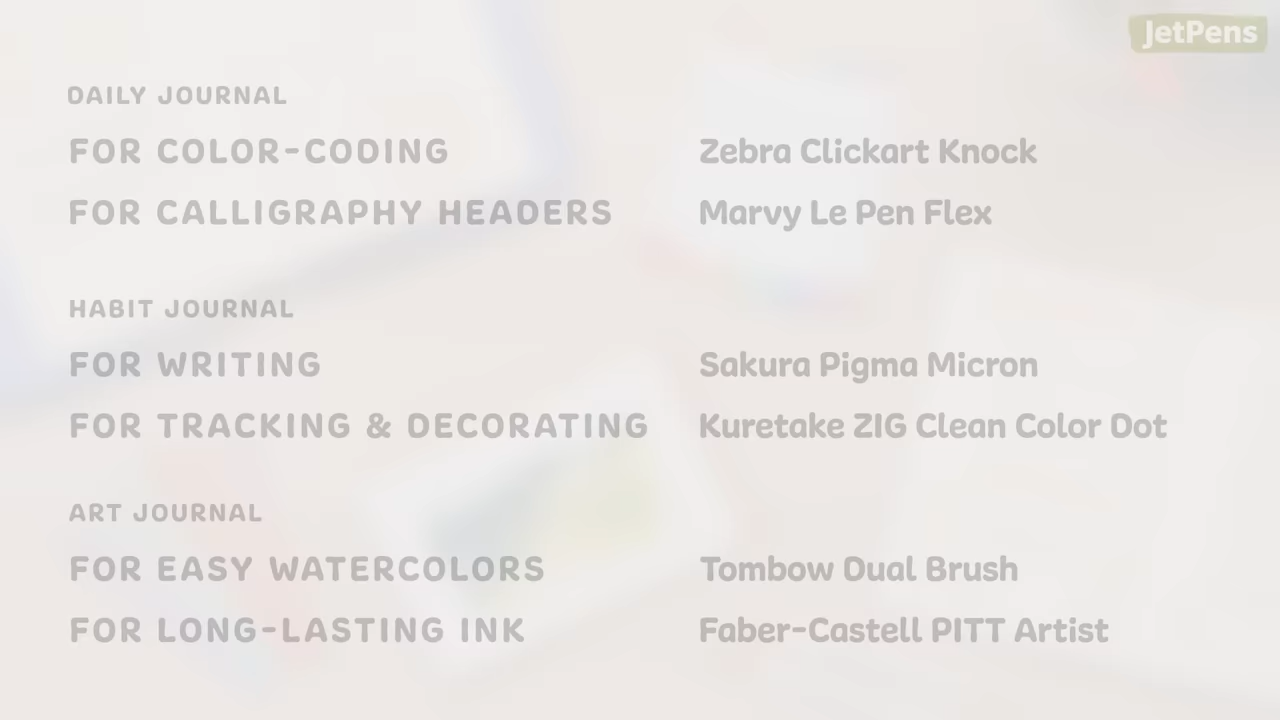 JetPens
DAILY JOURNAL
FOR COLOR-CODING Zebra Clickart Knock
FOR CALLIGRAPHY HEADERS Marvy Le Pen Flex
HABIT JOURNAL
FOR WRITING Sakura Pigma Micron
FOR TRACKING & DECORATING Kuretake ZIG Clean Color Dot
ART JOURNAL
FOR EASY WATERCOLORS Tombow Dual Brush
FOR LONG-LASTING INK Faber-Castell PITT Artist